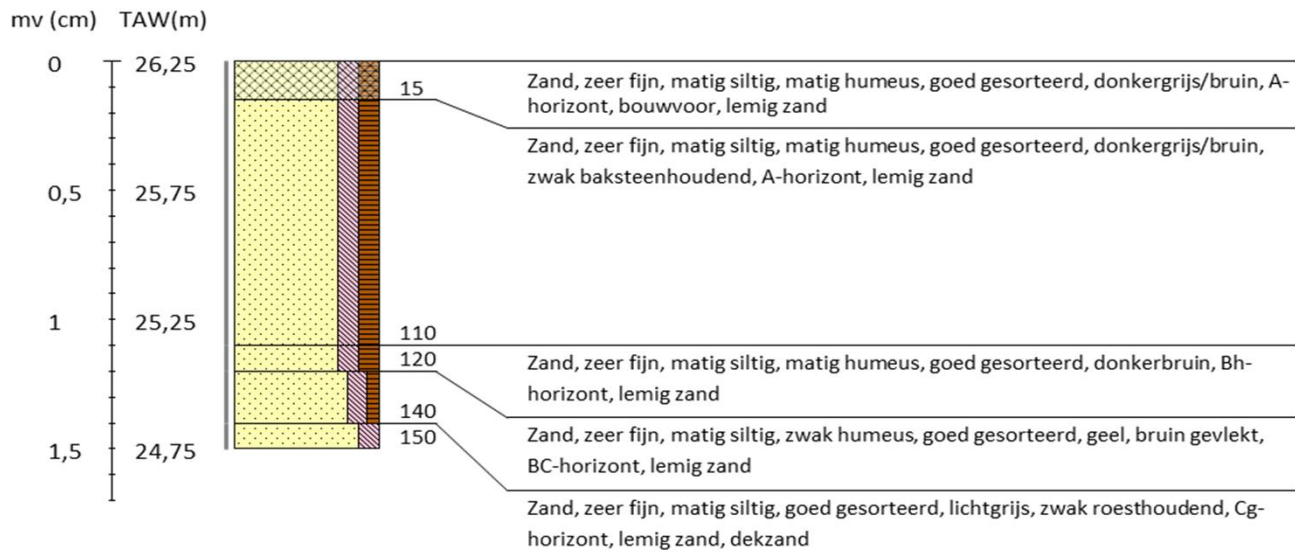 mv (cm) TAW(m)
0 26,25
15
Zand, zeer fijn, matig siltig, matig humeus, goed gesorteerd, donkergrijs/bruin, A-
horizont, bouwvoor, lemig zand
Zand, zeer fijn, matig siltig, matig humeus, goed gesorteerd, donkergrijs/bruin,
zwak baksteenhoudend, A-horizont, lemig zand
0,5 25,75
1 25,25
110
120
Zand, zeer fijn, matig siltig, matig humeus, goed gesorteerd, donkerbruin, Bh-
horizont, lemig zand
140
150
1,5 24,75
Zand, zeer fijn, matig siltig, zwak humeus, goed gesorteerd, geel, bruin gevlekt,
BC-horizont, lemig zand
Zand, zeer fijn, matig siltig, goed gesorteerd, lichtgrijs, zwak roesthoudend, Cg-
horizont, lemig zand, dekzand